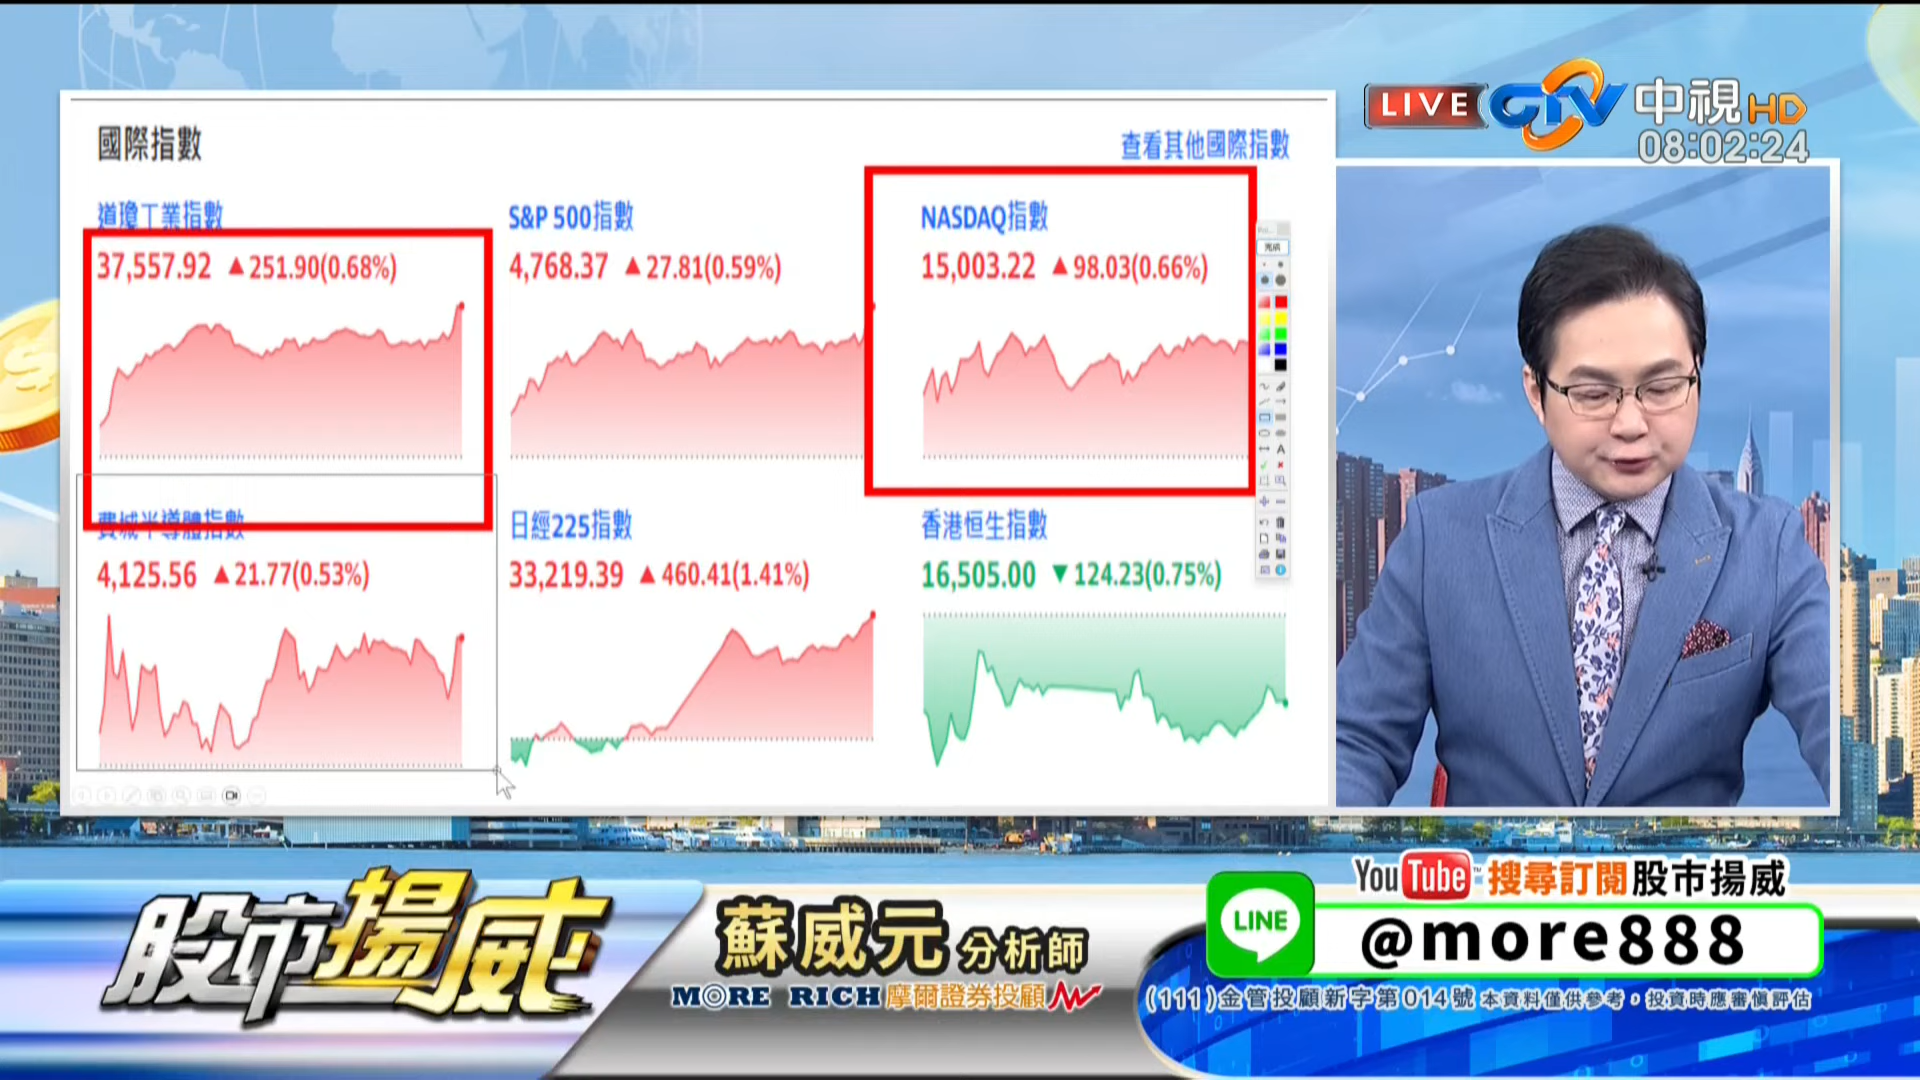 國際指數
查看其他國際指數
道瓊工業指數
37,557.92 ▲251.90(0.68%)
S&P 500指數
4,768.37 ▲27.81(0.59%)
NASDAQ指數
15,003.22 ▲98.03(0.66%)
費城半導體指數
4,125.56 ▲21.77(0.53%)
日經225指數
33,219.39 ▲460.41(1.41%)
香港恒生指數
16,505.00 ▼124.23(0.75%)
完成
LIVE CTV 中視 HD
08:02:24
股市揚威
蘇威元 分析師
MORE RICH 摩爾證券投顧
YouTube 搜尋訂閱 股市揚威
LINE
@more888
(111)金管投顧新字第014號 本資料僅供參考，投資時應審慎評估